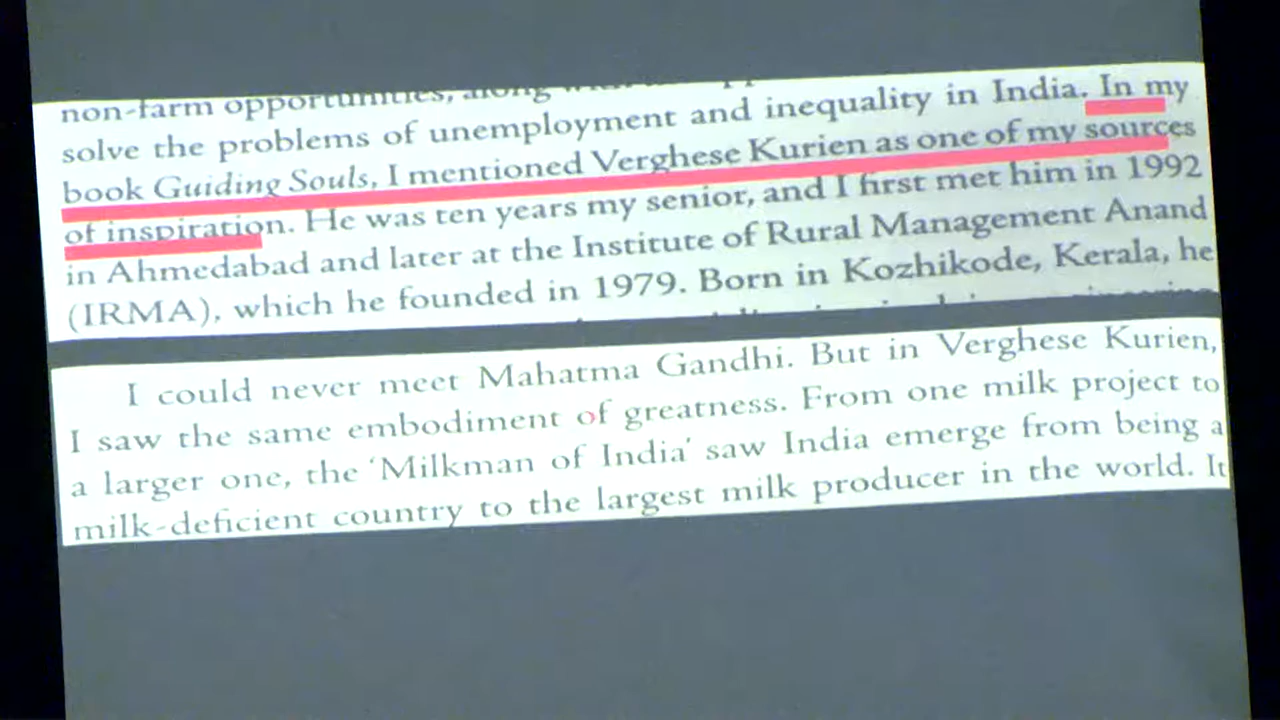 non-farm opportunities, along
solve the problems of unemployment and inequality in India. In my
book Guiding Souls, I mentioned Verghese Kurien as one of my sources
of inspiration. He was ten years my senior, and I first met him in 1992
in Ahmedabad and later at the Institute of Rural Management Anand
(IRMA), which he founded in 1979. Born in Kozhikode, Kerala, he
I could never meet Mahatma Gandhi. But in Verghese Kurien,
I saw the same embodiment of greatness. From one milk project to
a larger one, the ‘Milkman of India’ saw India emerge from being a
milk-deficient country to the largest milk producer in the world. It